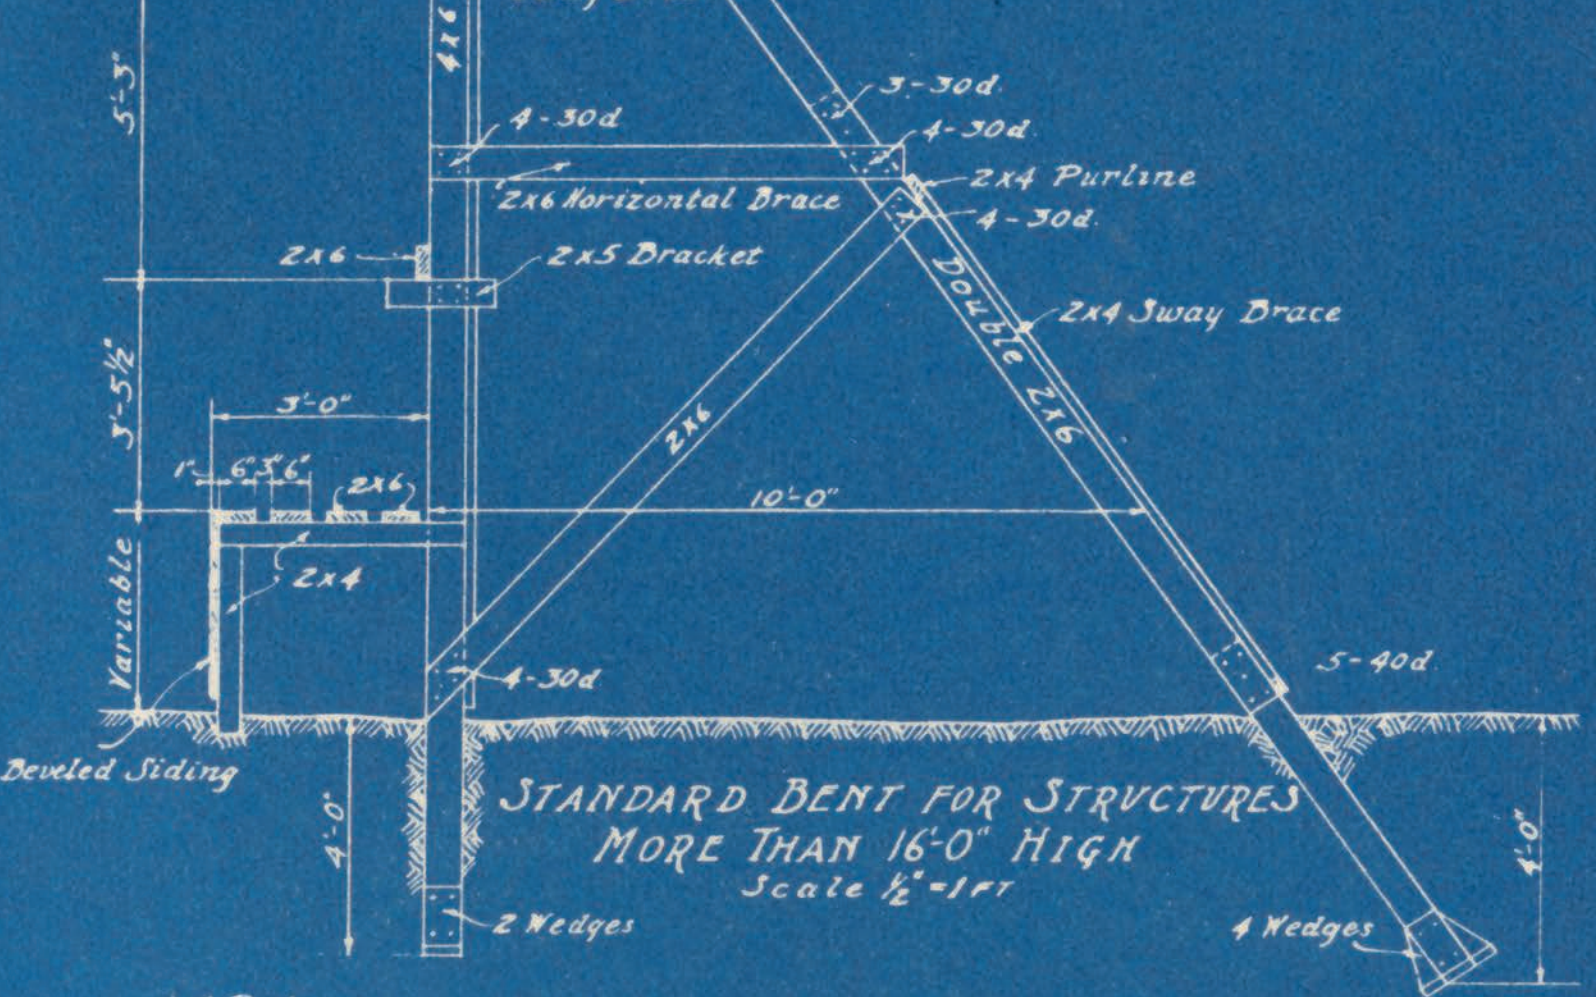 4x6
5'-3"
3-30d.
4-30d
4-30d.
2x4 Purline
2x6 Horizontal Brace
4-30d.
2x6
2x5 Bracket
Double 2x6
2x4 Sway Brace
3'-5½"
3'-0"
2x6
1" 6" 3" 6"
2x6
10'-0"
Variable
2x4
4-30d
5-40d.
Beveled Siding
STANDARD BENT FOR STRUCTURES
MORE THAN 16'-0" HIGH
Scale ½" = 1 FT
4'-0"
4'-0"
2 Wedges
4 Wedges